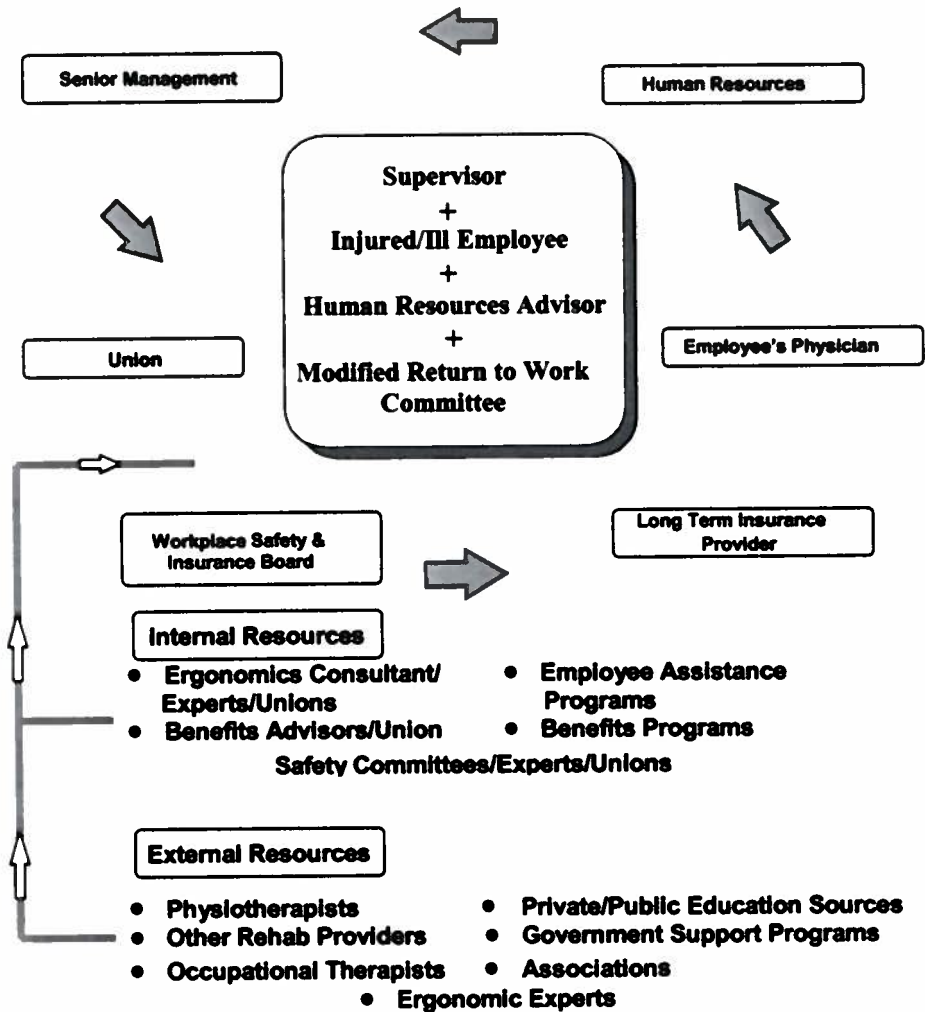 Senior Management
Human Resources
Supervisor
+
Injured/Ill Employee
+
Human Resources Advisor
+
Modified Return to Work
Committee
Union
Employee's Physician
Workplace Safety &
Insurance Board
Long Term Insurance
Provider
Internal Resources
• Ergonomics Consultant/
Experts/Unions
• Benefits Advisors/Union
• Employee Assistance
Programs
• Benefits Programs
Safety Committees/Experts/Unions
External Resources
• Physiotherapists
• Other Rehab Providers
• Occupational Therapists
• Private/Public Education Sources
• Government Support Programs
• Associations
• Ergonomic Experts